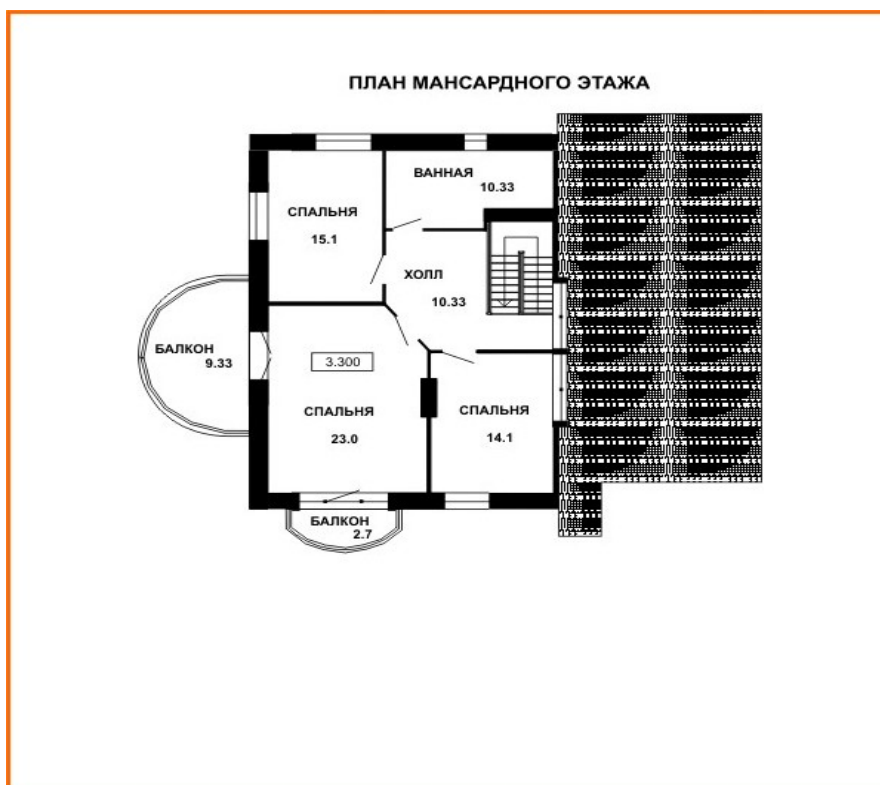 ПЛАН МАНСАРДНОГО ЭТАЖА
ВАННАЯ
10.33
СПАЛЬНЯ
15.1
ХОЛЛ
10.33
БАЛКОН
9.33
3.300
СПАЛЬНЯ
23.0
СПАЛЬНЯ
14.1
БАЛКОН
2.7